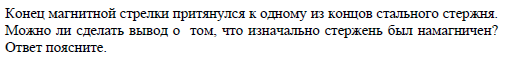 Конец магнитной стрелки притянулся к одному из концов стального стержня.
Можно ли сделать вывод о том, что изначально стержень был намагничен?
Ответ поясните.